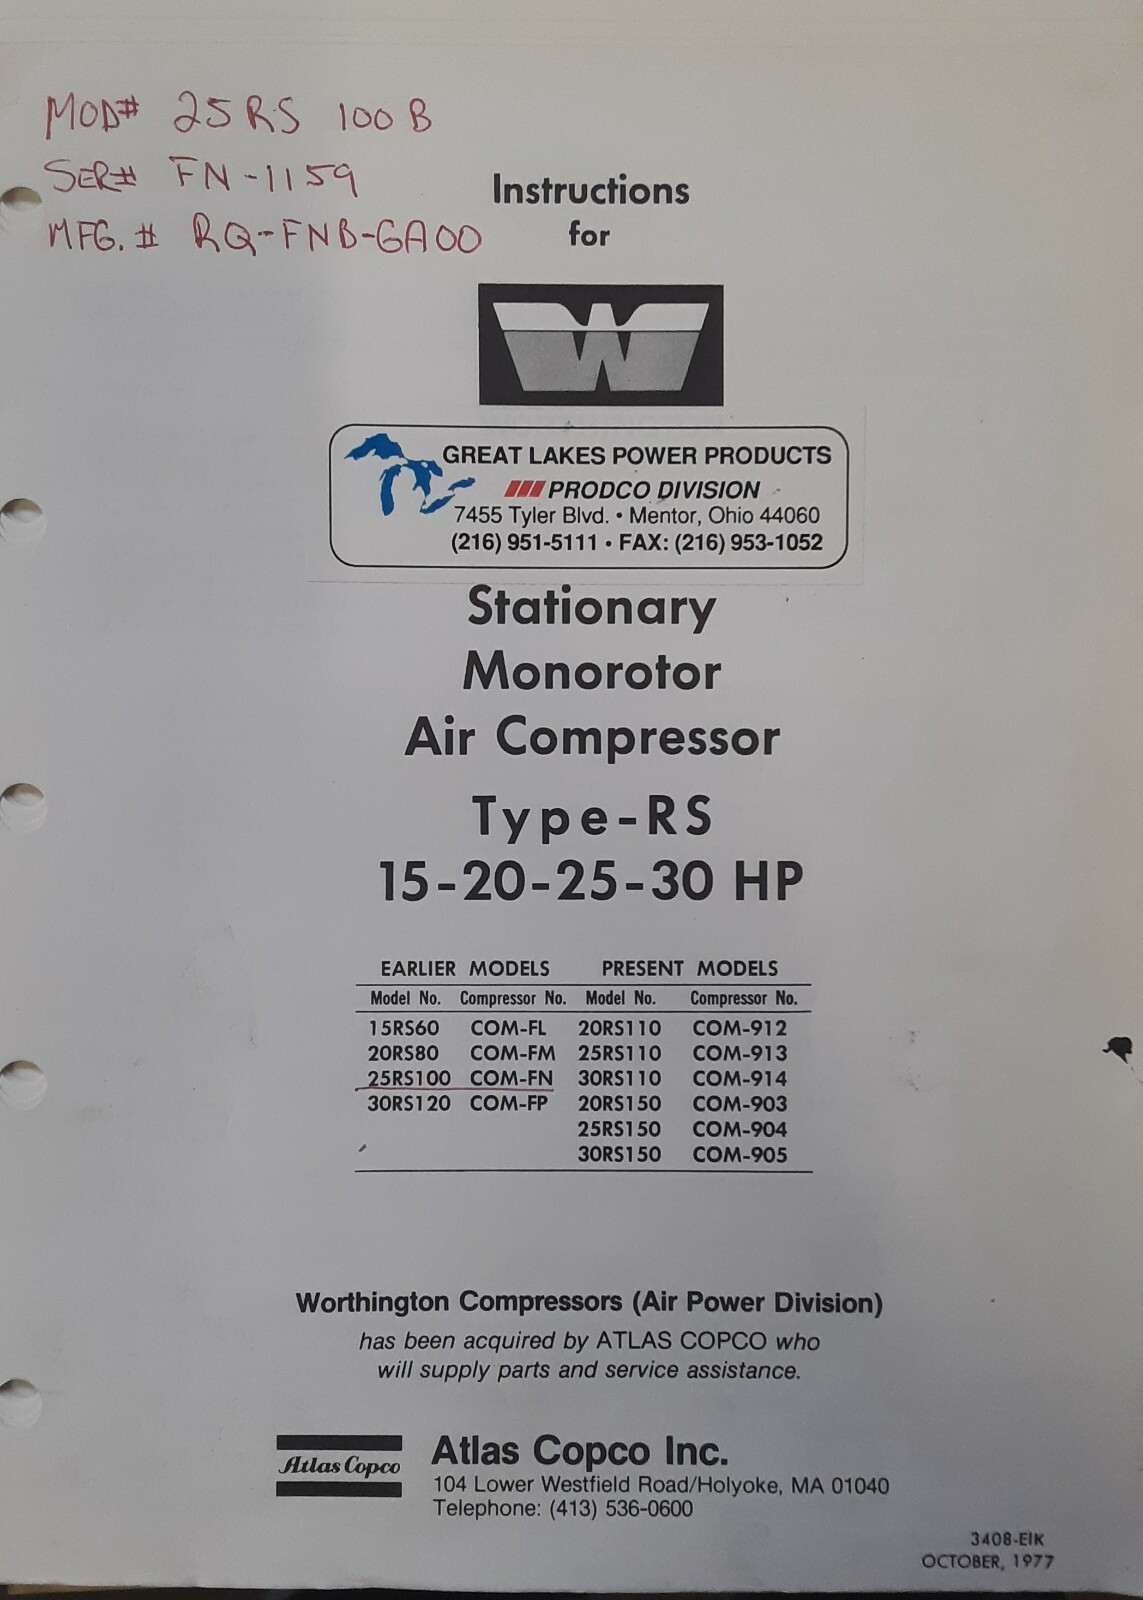 MOD# 25RS 100B
SER# FN-1159
MFG. # RQ-FNB-GA00
Instructions
for
W
GREAT LAKES POWER PRODUCTS
PRODCO DIVISION
7455 Tyler Blvd. • Mentor, Ohio 44060
(216) 951-5111 • FAX: (216) 953-1052
Stationary
Monorotor
Air Compressor
Type-RS
15-20-25-30 HP
EARLIER MODELS PRESENT MODELS
Model No. Compressor No. Model No. Compressor No.
15RS60 COM-FL 20RS110 COM-912
20RS80 COM-FM 25RS110 COM-913
25RS100 COM-FN 30RS110 COM-914
30RS120 COM-FP 20RS150 COM-903
25RS150 COM-904
30RS150 COM-905
Worthington Compressors (Air Power Division)
has been acquired by ATLAS COPCO who
will supply parts and service assistance.
Atlas Copco
Atlas Copco Inc.
104 Lower Westfield Road/Holyoke, MA 01040
Telephone: (413) 536-0600
3408-EIK
OCTOBER, 1977